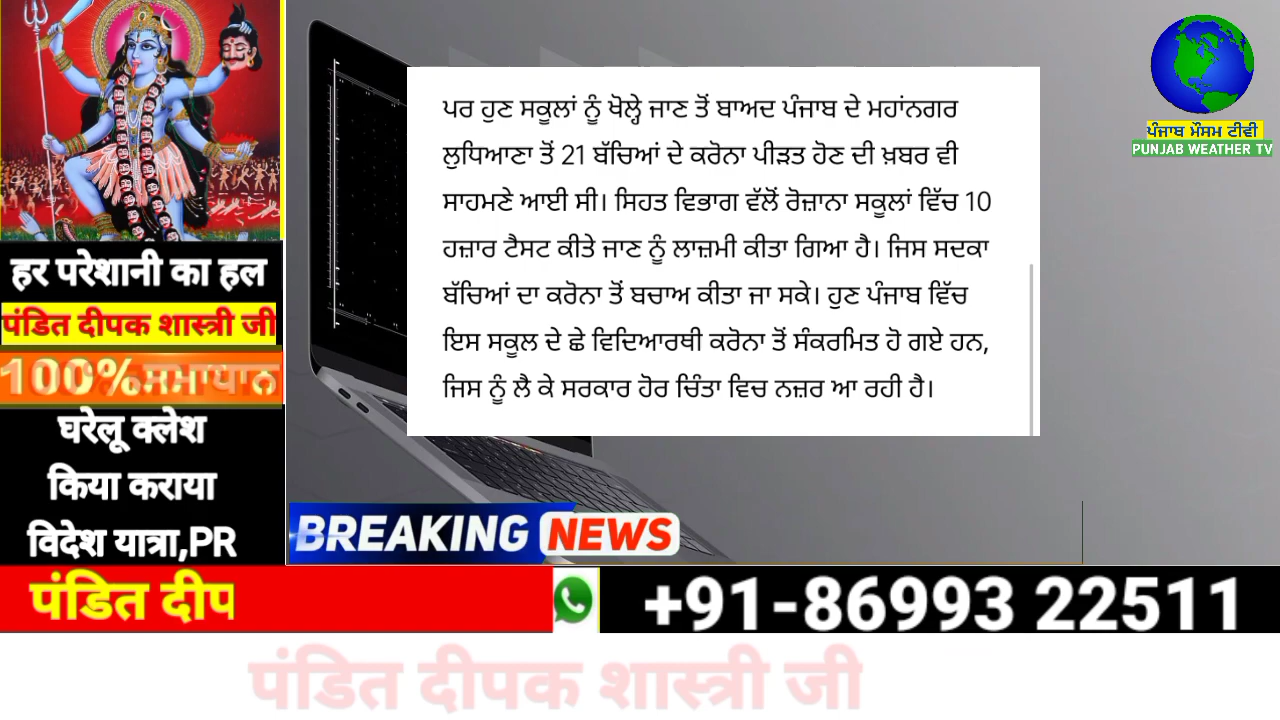 ਪਰ ਹੁਣ ਸਕੂਲਾਂ ਨੂੰ ਖੋਲ੍ਹੇ ਜਾਣ ਤੋਂ ਬਾਅਦ ਪੰਜਾਬ ਦੇ ਮਹਾਂਨਗਰ
ਲੁਧਿਆਣਾ ਤੋਂ 21 ਬੱਚਿਆਂ ਦੇ ਕਰੋਨਾ ਪੀੜਤ ਹੋਣ ਦੀ ਖ਼ਬਰ ਵੀ
ਸਾਹਮਣੇ ਆਈ ਸੀ। ਸਿਹਤ ਵਿਭਾਗ ਵੱਲੋਂ ਰੋਜ਼ਾਨਾ ਸਕੂਲਾਂ ਵਿੱਚ 10
ਹਜ਼ਾਰ ਟੈਸਟ ਕੀਤੇ ਜਾਣ ਨੂੰ ਲਾਜ਼ਮੀ ਕੀਤਾ ਗਿਆ ਹੈ। ਜਿਸ ਸਦਕਾ
ਬੱਚਿਆਂ ਦਾ ਕਰੋਨਾ ਤੋਂ ਬਚਾਅ ਕੀਤਾ ਜਾ ਸਕੇ। ਹੁਣ ਪੰਜਾਬ ਵਿੱਚ
ਇਸ ਸਕੂਲ ਦੇ ਛੇ ਵਿਦਿਆਰਥੀ ਕਰੋਨਾ ਤੋਂ ਸੰਕਰਮਿਤ ਹੋ ਗਏ ਹਨ,
ਜਿਸ ਨੂੰ ਲੈ ਕੇ ਸਰਕਾਰ ਹੋਰ ਚਿੰਤਾ ਵਿਚ ਨਜ਼ਰ ਆ ਰਹੀ ਹੈ।
ਪੰਜਾਬ ਮੌਸਮ ਟੀਵੀ
PUNJAB WEATHER TV
हर परेशानी का हल
पंडित दीपक शास्त्री जी
100%समाधान
घरेलू क्लेश
किया कराया
विदेश यात्रा,PR
BREAKING NEWS
पंडित दीप
+91-86993 22511
पंडित दीपक शास्त्री जी